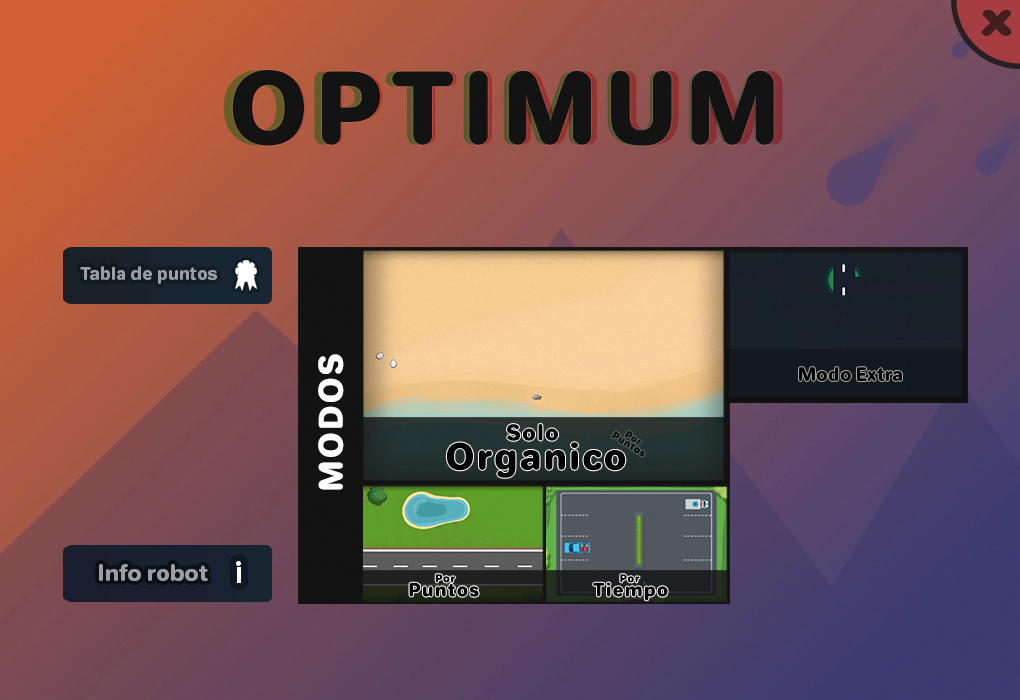 OPTIMUM
Tabla de puntos
MODOS
Solo
Organico
Por
Puntos
Modo Extra
Por
Puntos
Por
Tiempo
Info robot
i